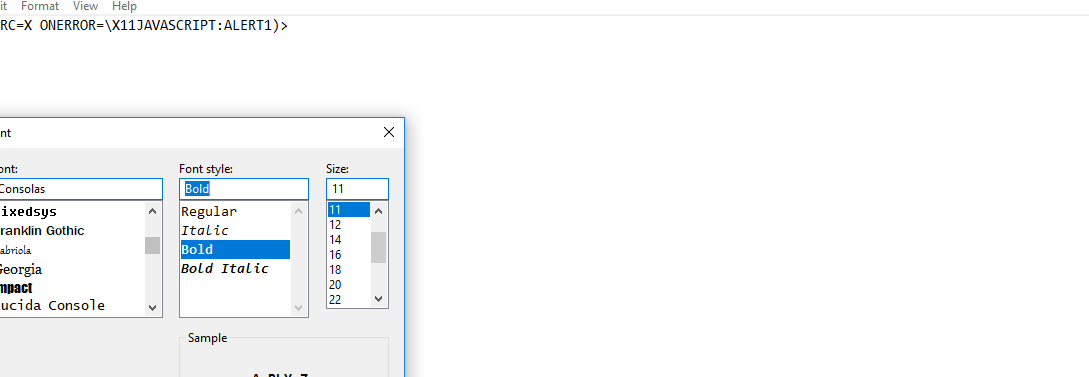 it Format View Help
RC=X ONERROR=\X11JAVASCRIPT:ALERT1)>
nt
ont: Font style: Size:
Consolas Bold 11
ixedsys Regular 11
ranklin Gothic Italic 12
abriola Bold 14
Georgia Bold Italic 16
mpact 18
ucida Console 20
22
Sample